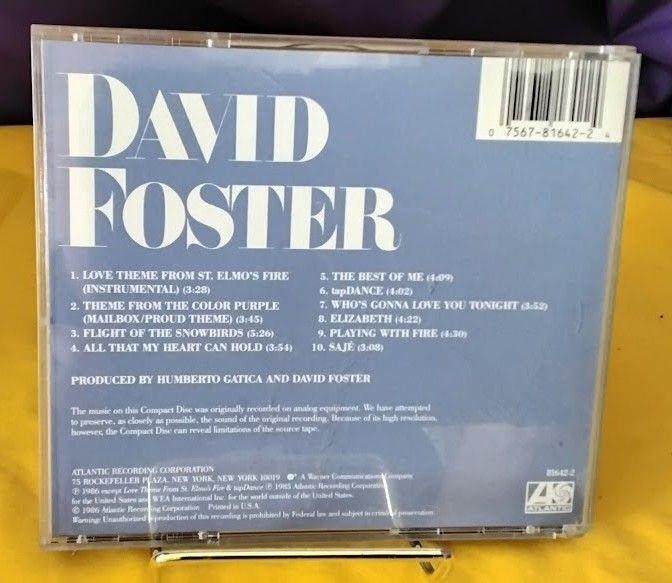 DAVID
FOSTER
0 7567-81642-2 4
1. LOVE THEME FROM ST. ELMO'S FIRE
(INSTRUMENTAL) (3:28)
2. THEME FROM THE COLOR PURPLE
(MAILBOX/PROUD THEME) (3:45)
3. FLIGHT OF THE SNOWBIRDS (5:26)
4. ALL THAT MY HEART CAN HOLD (3:54)
5. THE BEST OF ME (4:09)
6. tapDANCE (4:02)
7. WHO'S GONNA LOVE YOU TONIGHT (3:52)
8. ELIZABETH (4:22)
9. PLAYING WITH FIRE (4:30)
10. SAJÉ (3:08)
PRODUCED BY HUMBERTO GATICA AND DAVID FOSTER
The music on this Compact Disc was originally recorded on analog equipment. We have attempted
to preserve, as closely as possible, the sound of the original recording. Because of its high resolution,
however, the Compact Disc can reveal limitations of the source tape.
ATLANTIC RECORDING CORPORATION
75 ROCKEFELLER PLAZA, NEW YORK, NEW YORK 10019 A Warner Communications Company
℗ 1986 except Love Theme From St. Elmo's Fire & tapDance ℗ 1985 Atlantic Recording Corporation
for the United States and WEA International Inc. for the world outside of the United States.
© 1986 Atlantic Recording Corporation Printed in U.S.A.
Warning: Unauthorized reproduction of this recording is prohibited by Federal law and subject to criminal prosecution.
81642-2
ATLANTIC